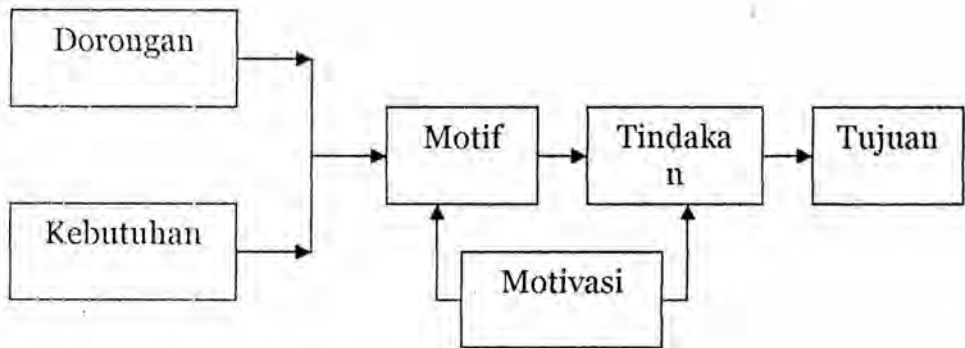 Dorongan
Kebutuhan
Motif
Tindaka
n
Tujuan
Motivasi